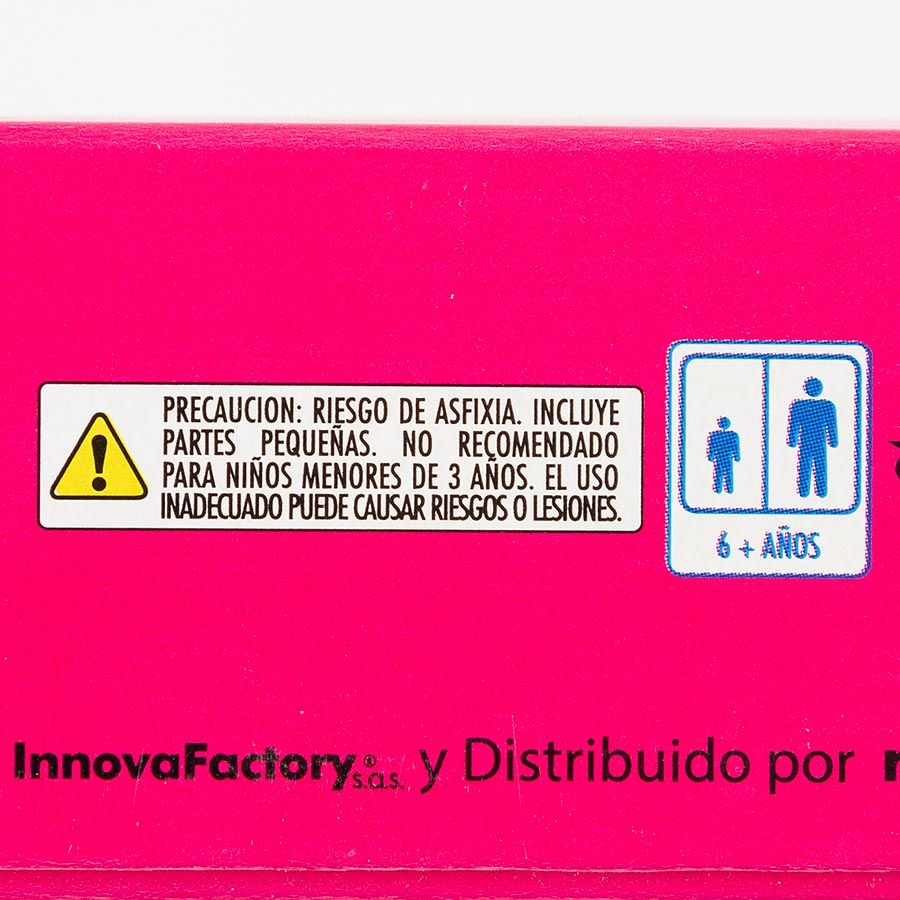 PRECAUCION: RIESGO DE ASFIXIA. INCLUYE
PARTES PEQUEÑAS. NO RECOMENDADO
PARA NIÑOS MENORES DE 3 AÑOS. EL USO
INADECUADO PUEDE CAUSAR RIESGOS O LESIONES.
6 + AÑOS
InnovaFactory® s.a.s. y Distribuido por